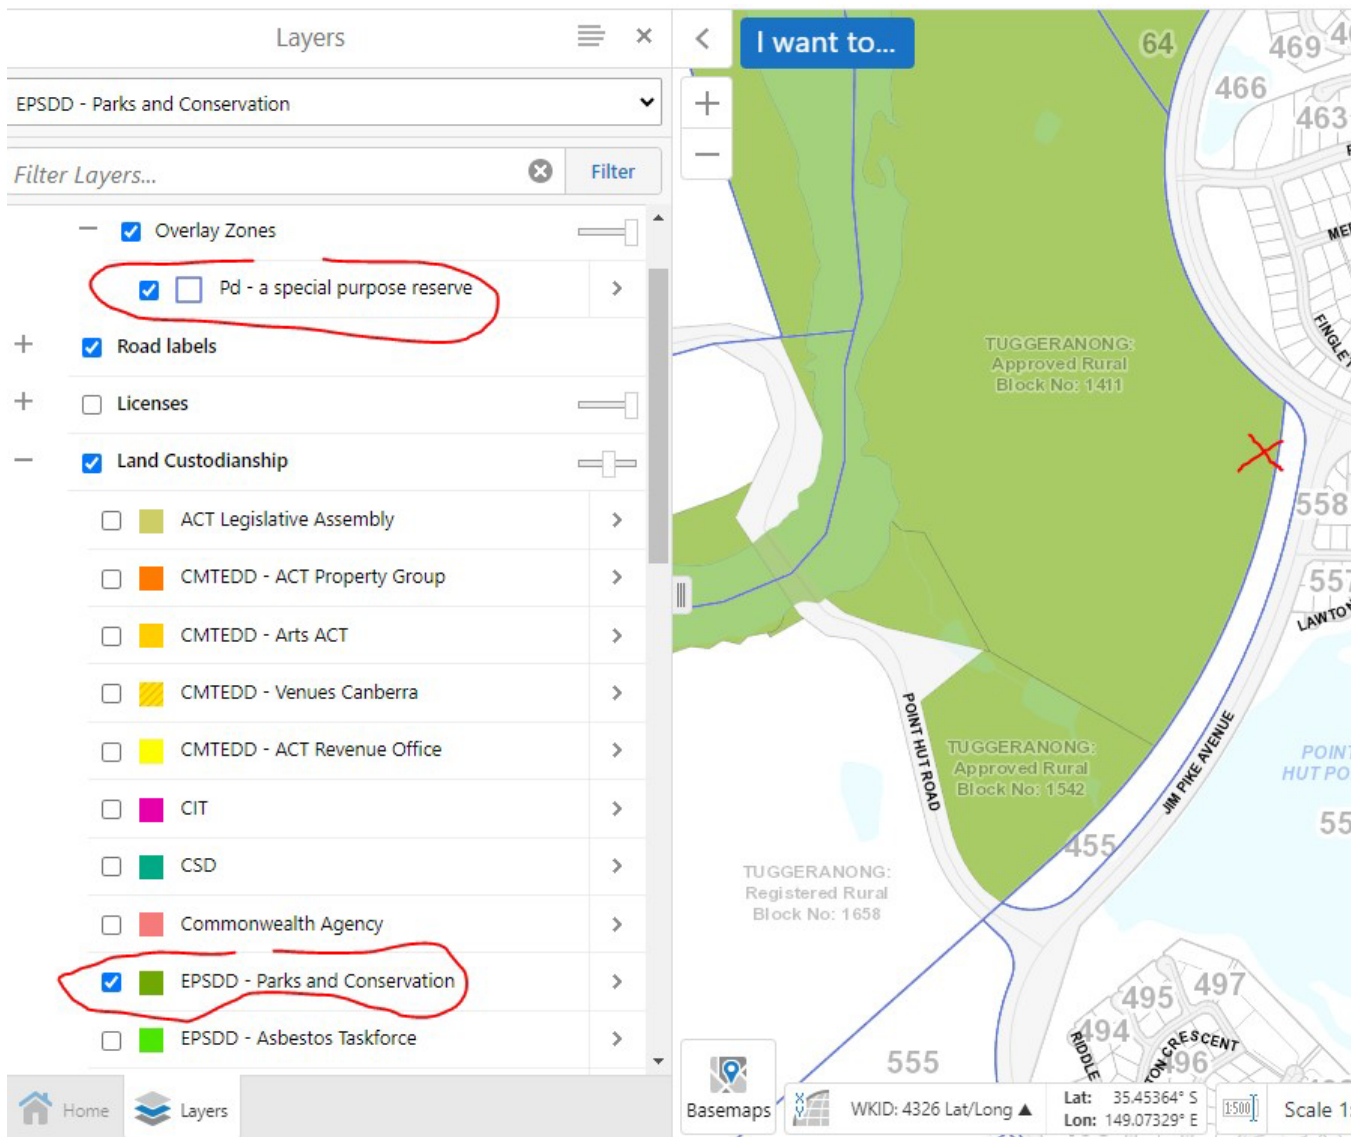 Layers
EPSDD - Parks and Conservation
Filter Layers...
Filter
Overlay Zones
Pd - a special purpose reserve
Road labels
Licenses
Land Custodianship
ACT Legislative Assembly
CMTEDD - ACT Property Group
CMTEDD - Arts ACT
CMTEDD - Venues Canberra
CMTEDD - ACT Revenue Office
CIT
CSD
Commonwealth Agency
EPSDD - Parks and Conservation
EPSDD - Asbestos Taskforce
Home
Layers
I want to...
64
469
466
463
TUGGERANONG:
Approved Rural
Block No: 1411
558
557
POINT HUT ROAD
JIM PIKE AVENUE
TUGGERANONG:
Approved Rural
Block No: 1542
455
TUGGERANONG:
Registered Rural
Block No: 1658
POINT
HUT PO
55
495
497
494
496
RIDDLE
CRESCENT
555
Basemaps
X
Y
WKID: 4326 Lat/Long
Lat: 35.45364° S
Lon: 149.07329° E
1:500
Scale 1: